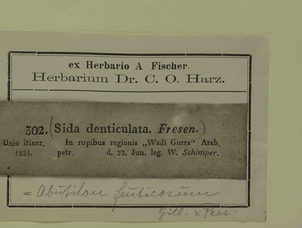 ex Herbario A Fischer.
Herbarium Dr. C. O. Harz.
302. (Sida denticulata. Fresen.)
Unio itiner. In rupibus regionis „Wadi Gurra“ Arab.
1835. petr. d. 23. Jun. leg. W. Schimper.
= Abutilon fruticosum
Guill. & Perr.